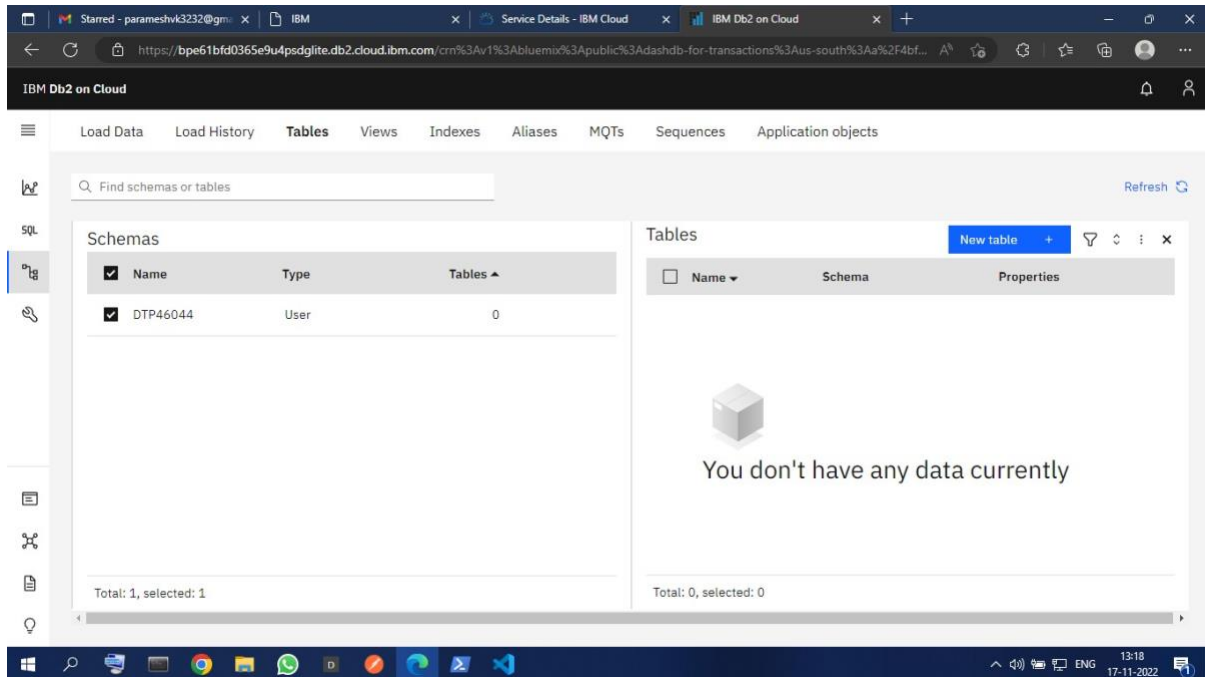 Starred - parameshvk3232@gm
IBM
Service Details - IBM Cloud
IBM Db2 on Cloud
https://bpe61bfd0365e9u4psdglite.db2.cloud.ibm.com/crn%3Av1%3Abluemix%3Apublic%3Adashdb-for-transactions%3Aus-south%3Aa%2F4bf...
IBM Db2 on Cloud
Load Data Load History Tables Views Indexes Aliases MQTs Sequences Application objects
Find schemas or tables
Refresh
SQL
Schemas
Name Type Tables
DTP46044 User 0
Total: 1, selected: 1
Tables
New table +
Name Schema Properties
You don't have any data currently
Total: 0, selected: 0
ENG
13:18
17-11-2022